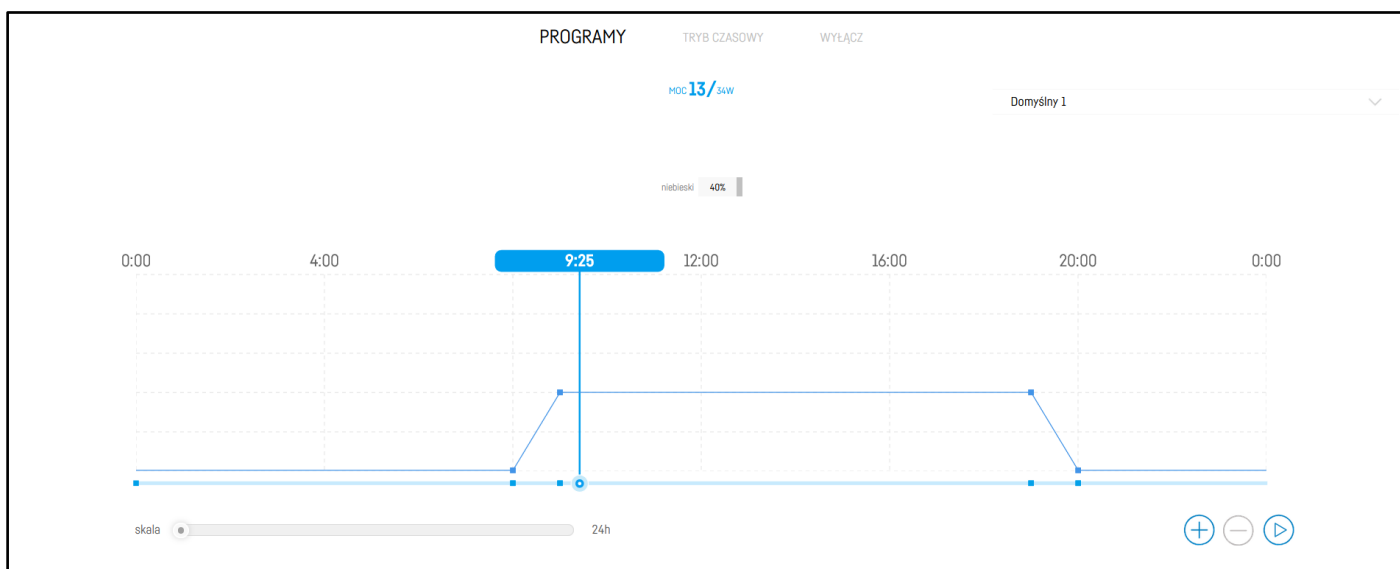 PROGRAMY TRYB CZASOWY WYŁĄCZ
MOC 13/34W
Domyślny 1
niebieski 40%
0:00 4:00 9:25 12:00 16:00 20:00 0:00
skala 24h